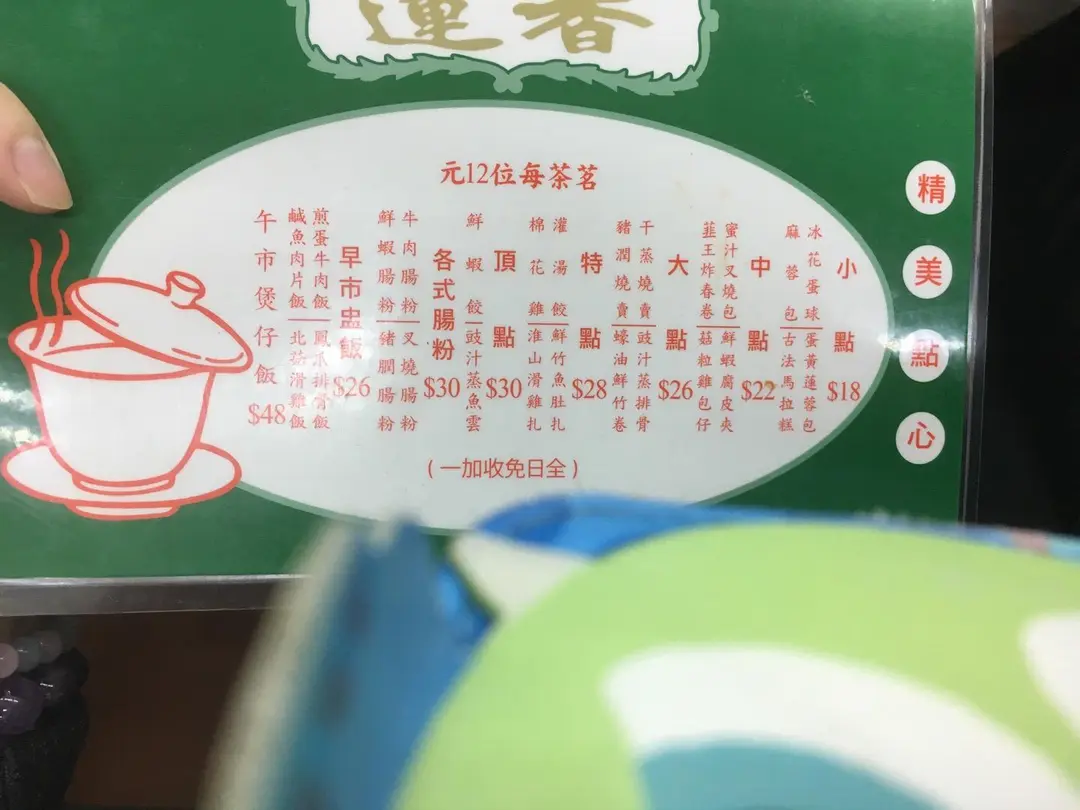 蓮香
茗茶每位12元
精美點心
小點 $18
冰花蛋球
蛋黃蓮蓉包
麻蓉包
古法馬拉糕
中點 $22
蜜汁叉燒包
鮮蝦腐皮夾
韮王炸春卷
菇粒雞包仔
大點 $26
干蒸燒賣
豉汁蒸排骨
豬潤燒賣
蠔油鮮竹卷
特點 $28
灌湯餃
鮮竹魚肚扎
棉花雞
淮山滑雞扎
頂點 $30
鮮蝦餃
豉汁蒸魚雲
各式腸粉 $30
牛肉腸粉
叉燒腸粉
鮮蝦腸粉
豬膶腸粉
早市盅飯 $26
煎蛋牛肉飯
鳳爪排骨飯
鹹魚肉片飯
北菇滑雞飯
午市煲仔飯 $48
(全日免收加一)